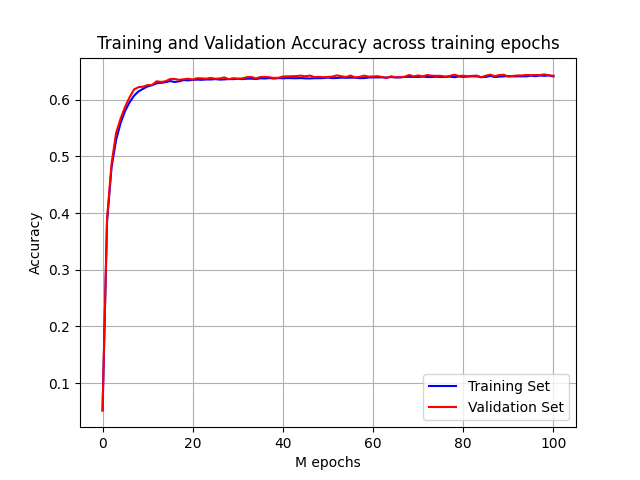 Training and Validation Accuracy across training epochs
Accuracy
0.6
0.5
0.4
0.3
0.2
0.1
0 20 40 60 80 100
M epochs
Training Set
Validation Set